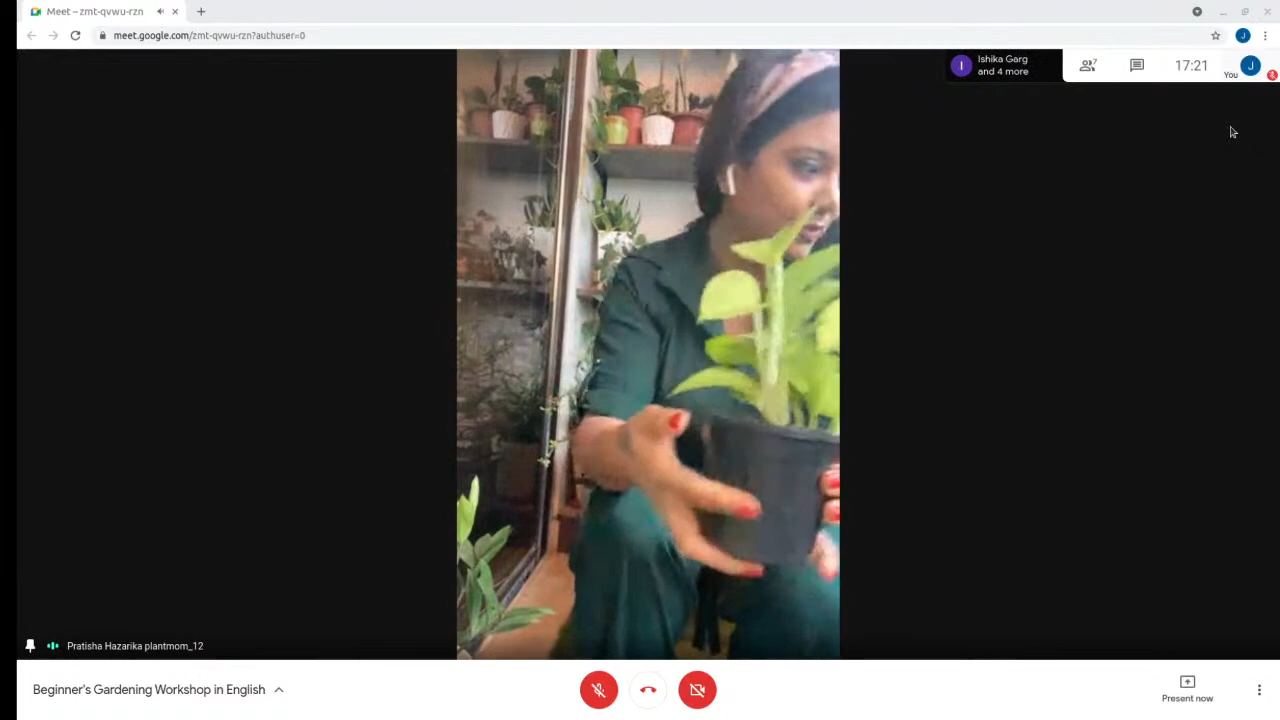 Meet – zmt-qvwu-rzn
meet.google.com/zmt-qvwu-rzn?authuser=0
J
I
Ishika Garg
and 4 more
7
17:21
You
J
Pratisha Hazarika plantmom_12
Beginner's Gardening Workshop in English
Present now